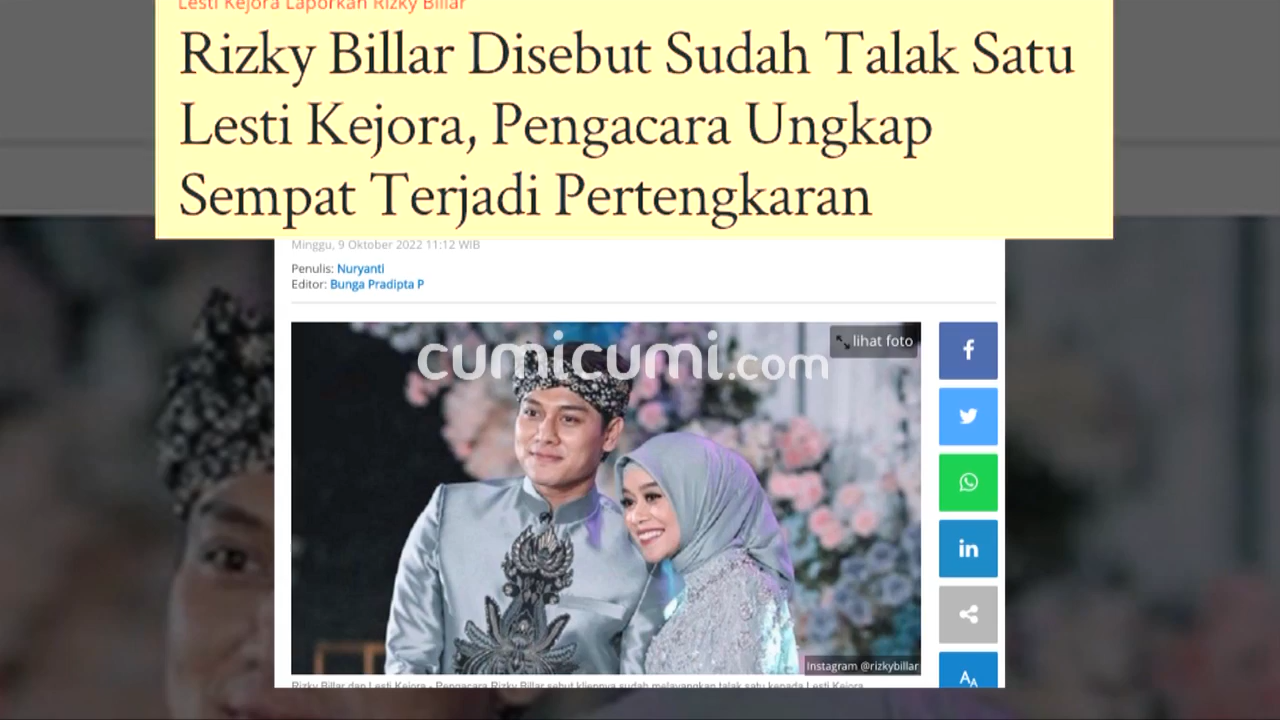 Lesti Kejora Laporkan Rizky Billar
Rizky Billar Disebut Sudah Talak Satu
Lesti Kejora, Pengacara Ungkap
Sempat Terjadi Pertengkaran
Minggu, 9 Oktober 2022 11:12 WIB
Penulis: Nuryanti
Editor: Bunga Pradipta P
lihat foto
cumicumi.com
f
in
Instagram @rizkybillar
AA
Rizky Billar dan Lesti Kejora - Pengacara Rizky Billar sebut kliennya sudah melayangkan talak satu kepada Lesti Kejora